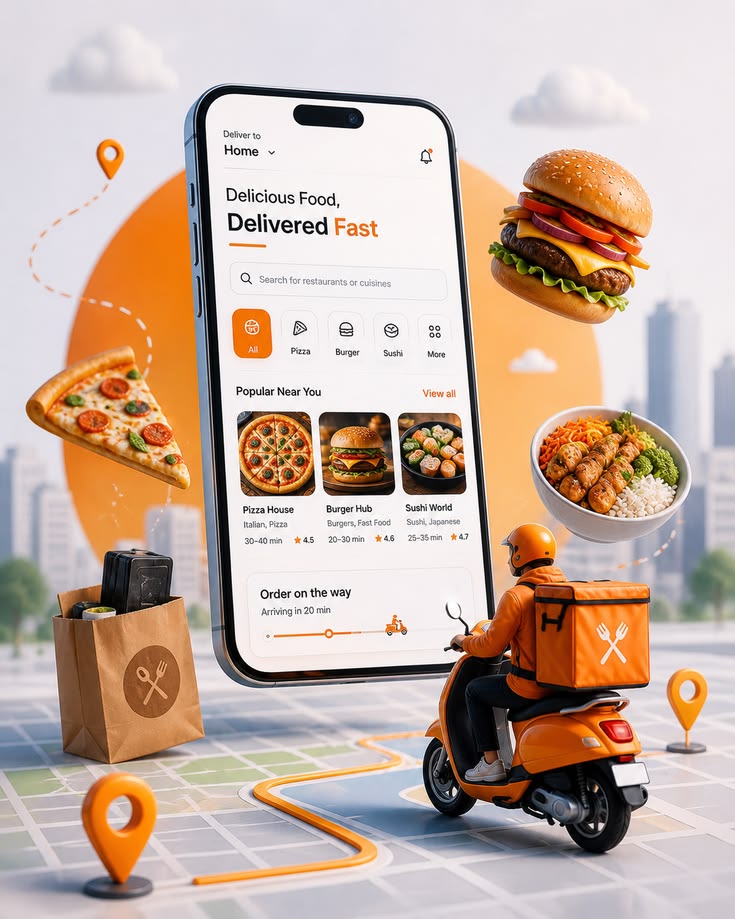 Deliver to
Home
Delicious Food,
Delivered Fast
Search for restaurants or cuisines
All
Pizza
Burger
Sushi
More
Popular Near You
View all
Pizza House
Italian, Pizza
30-40 min ★ 4.5
Burger Hub
Burgers, Fast Food
20-30 min ★ 4.6
Sushi World
Sushi, Japanese
25-35 min ★ 4.7
Order on the way
Arriving in 20 min